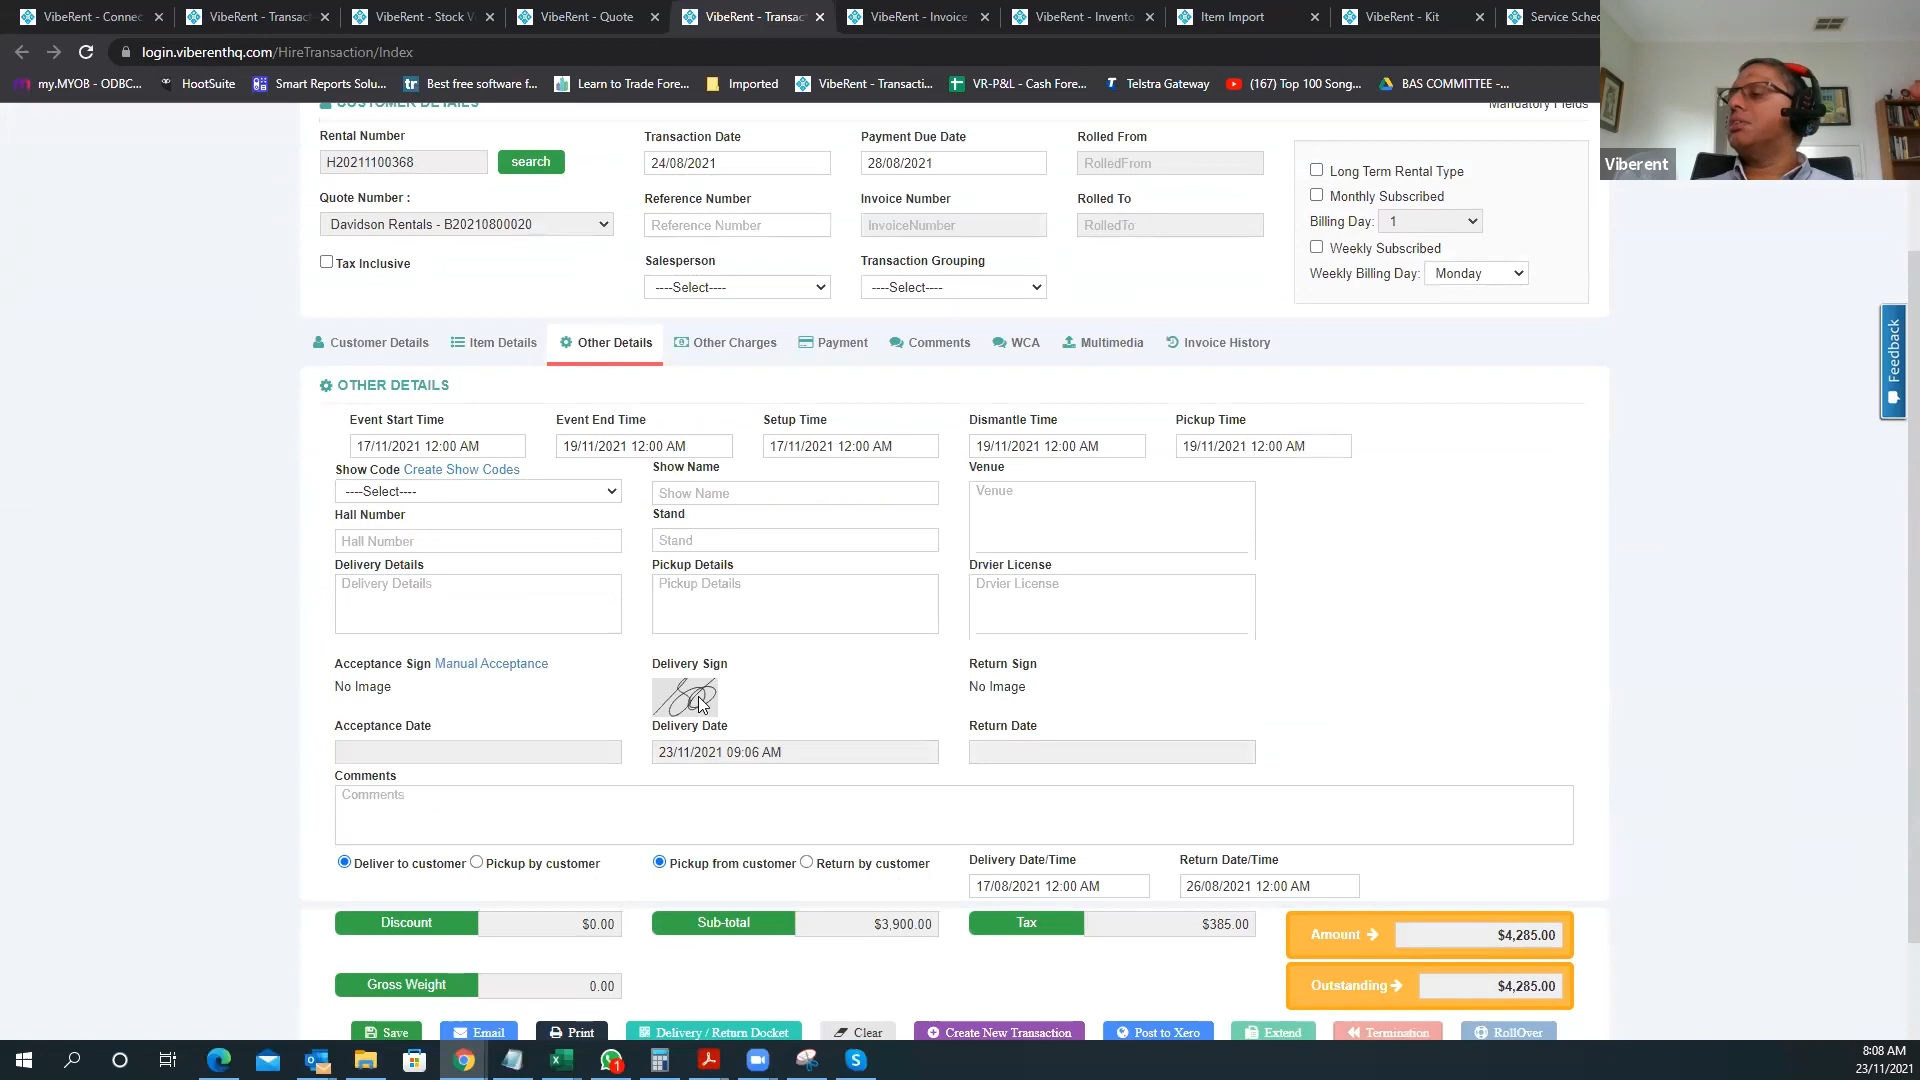 VibeRent - Connec
VibeRent - Transac
VibeRent - Stock V
VibeRent - Quote
VibeRent - Transac
VibeRent - Invoice
VibeRent - Invento
Item Import
VibeRent - Kit
Service Sched
login.viberenthq.com/HireTransaction/Index
my.MYOB - ODBC...
HootSuite
Smart Reports Solu...
Best free software f...
Learn to Trade Fore...
Imported
VibeRent - Transacti...
VR-P&L - Cash Fore...
Telstra Gateway
(167) Top 100 Song...
BAS COMMITTEE -...
Viberent
CUSTOMER DETAILS
Mandatory Fields
Rental Number
Transaction Date
Payment Due Date
Rolled From
H20211100368
search
24/08/2021
28/08/2021
RolledFrom
Long Term Rental Type
Quote Number :
Reference Number
Invoice Number
Rolled To
Monthly Subscribed
Davidson Rentals - B20210800020
Reference Number
InvoiceNumber
RolledTo
Billing Day: 1
Weekly Subscribed
Tax Inclusive
Salesperson
Transaction Grouping
Weekly Billing Day: Monday
----Select----
----Select----
Customer Details
Item Details
Other Details
Other Charges
Payment
Comments
WCA
Multimedia
Invoice History
Feedback
OTHER DETAILS
Event Start Time
Event End Time
Setup Time
Dismantle Time
Pickup Time
17/11/2021 12:00 AM
19/11/2021 12:00 AM
17/11/2021 12:00 AM
19/11/2021 12:00 AM
19/11/2021 12:00 AM
Show Code Create Show Codes
Show Name
Venue
----Select----
Show Name
Venue
Hall Number
Stand
Hall Number
Stand
Delivery Details
Pickup Details
Drvier License
Delivery Details
Pickup Details
Drvier License
Acceptance Sign Manual Acceptance
Delivery Sign
Return Sign
No Image
No Image
Acceptance Date
Delivery Date
Return Date
23/11/2021 09:06 AM
Comments
Comments
Deliver to customer
Pickup by customer
Pickup from customer
Return by customer
Delivery Date/Time
Return Date/Time
17/08/2021 12:00 AM
26/08/2021 12:00 AM
Discount
$0.00
Sub-total
$3,900.00
Tax
$385.00
Amount
$4,285.00
Gross Weight
0.00
Outstanding
$4,285.00
Save
Email
Print
Delivery / Return Docket
Clear
Create New Transaction
Post to Xero
Extend
Termination
RollOver
1
8:08 AM
23/11/2021